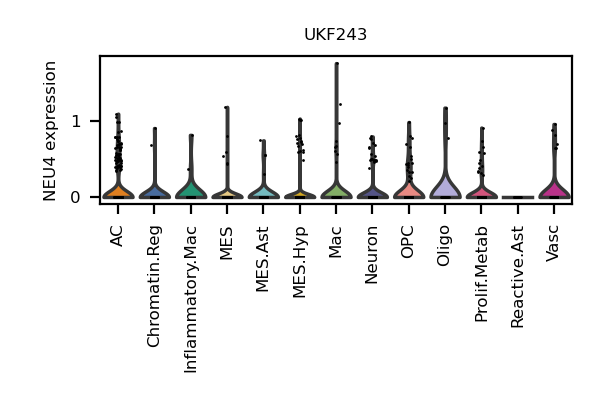 UKF243
NEU4 expression
1
0
AC
Chromatin.Reg
Inflammatory.Mac
MES
MES.Ast
MES.Hyp
Mac
Neuron
OPC
Oligo
Prolif.Metab
Reactive.Ast
Vasc